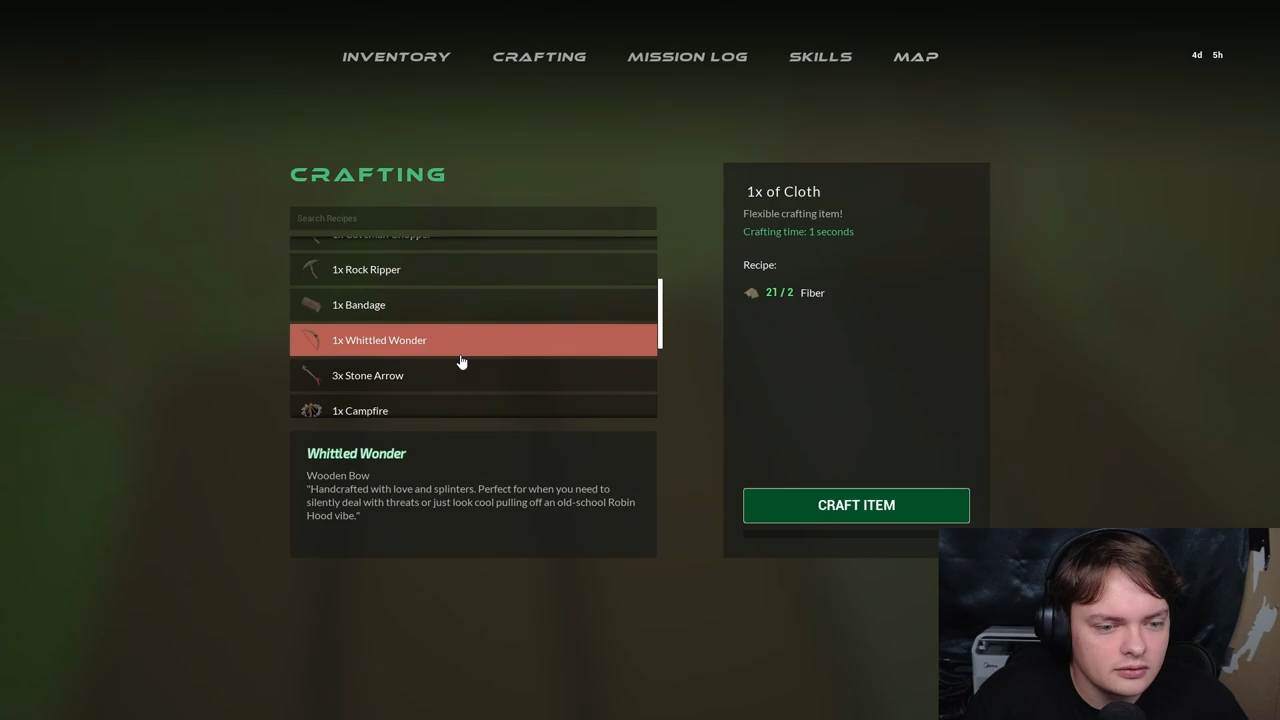 INVENTORY CRAFTING MISSION LOG SKILLS MAP
4d 5h
CRAFTING
Search Recipes
1x Caveman Chopper
1x Rock Ripper
1x Bandage
1x Whittled Wonder
3x Stone Arrow
1x Campfire
Whittled Wonder
Wooden Bow
"Handcrafted with love and splinters. Perfect for when you need to
silently deal with threats or just look cool pulling off an old-school Robin
Hood vibe."
1x of Cloth
Flexible crafting item!
Crafting time: 1 seconds
Recipe:
21 / 2 Fiber
CRAFT ITEM